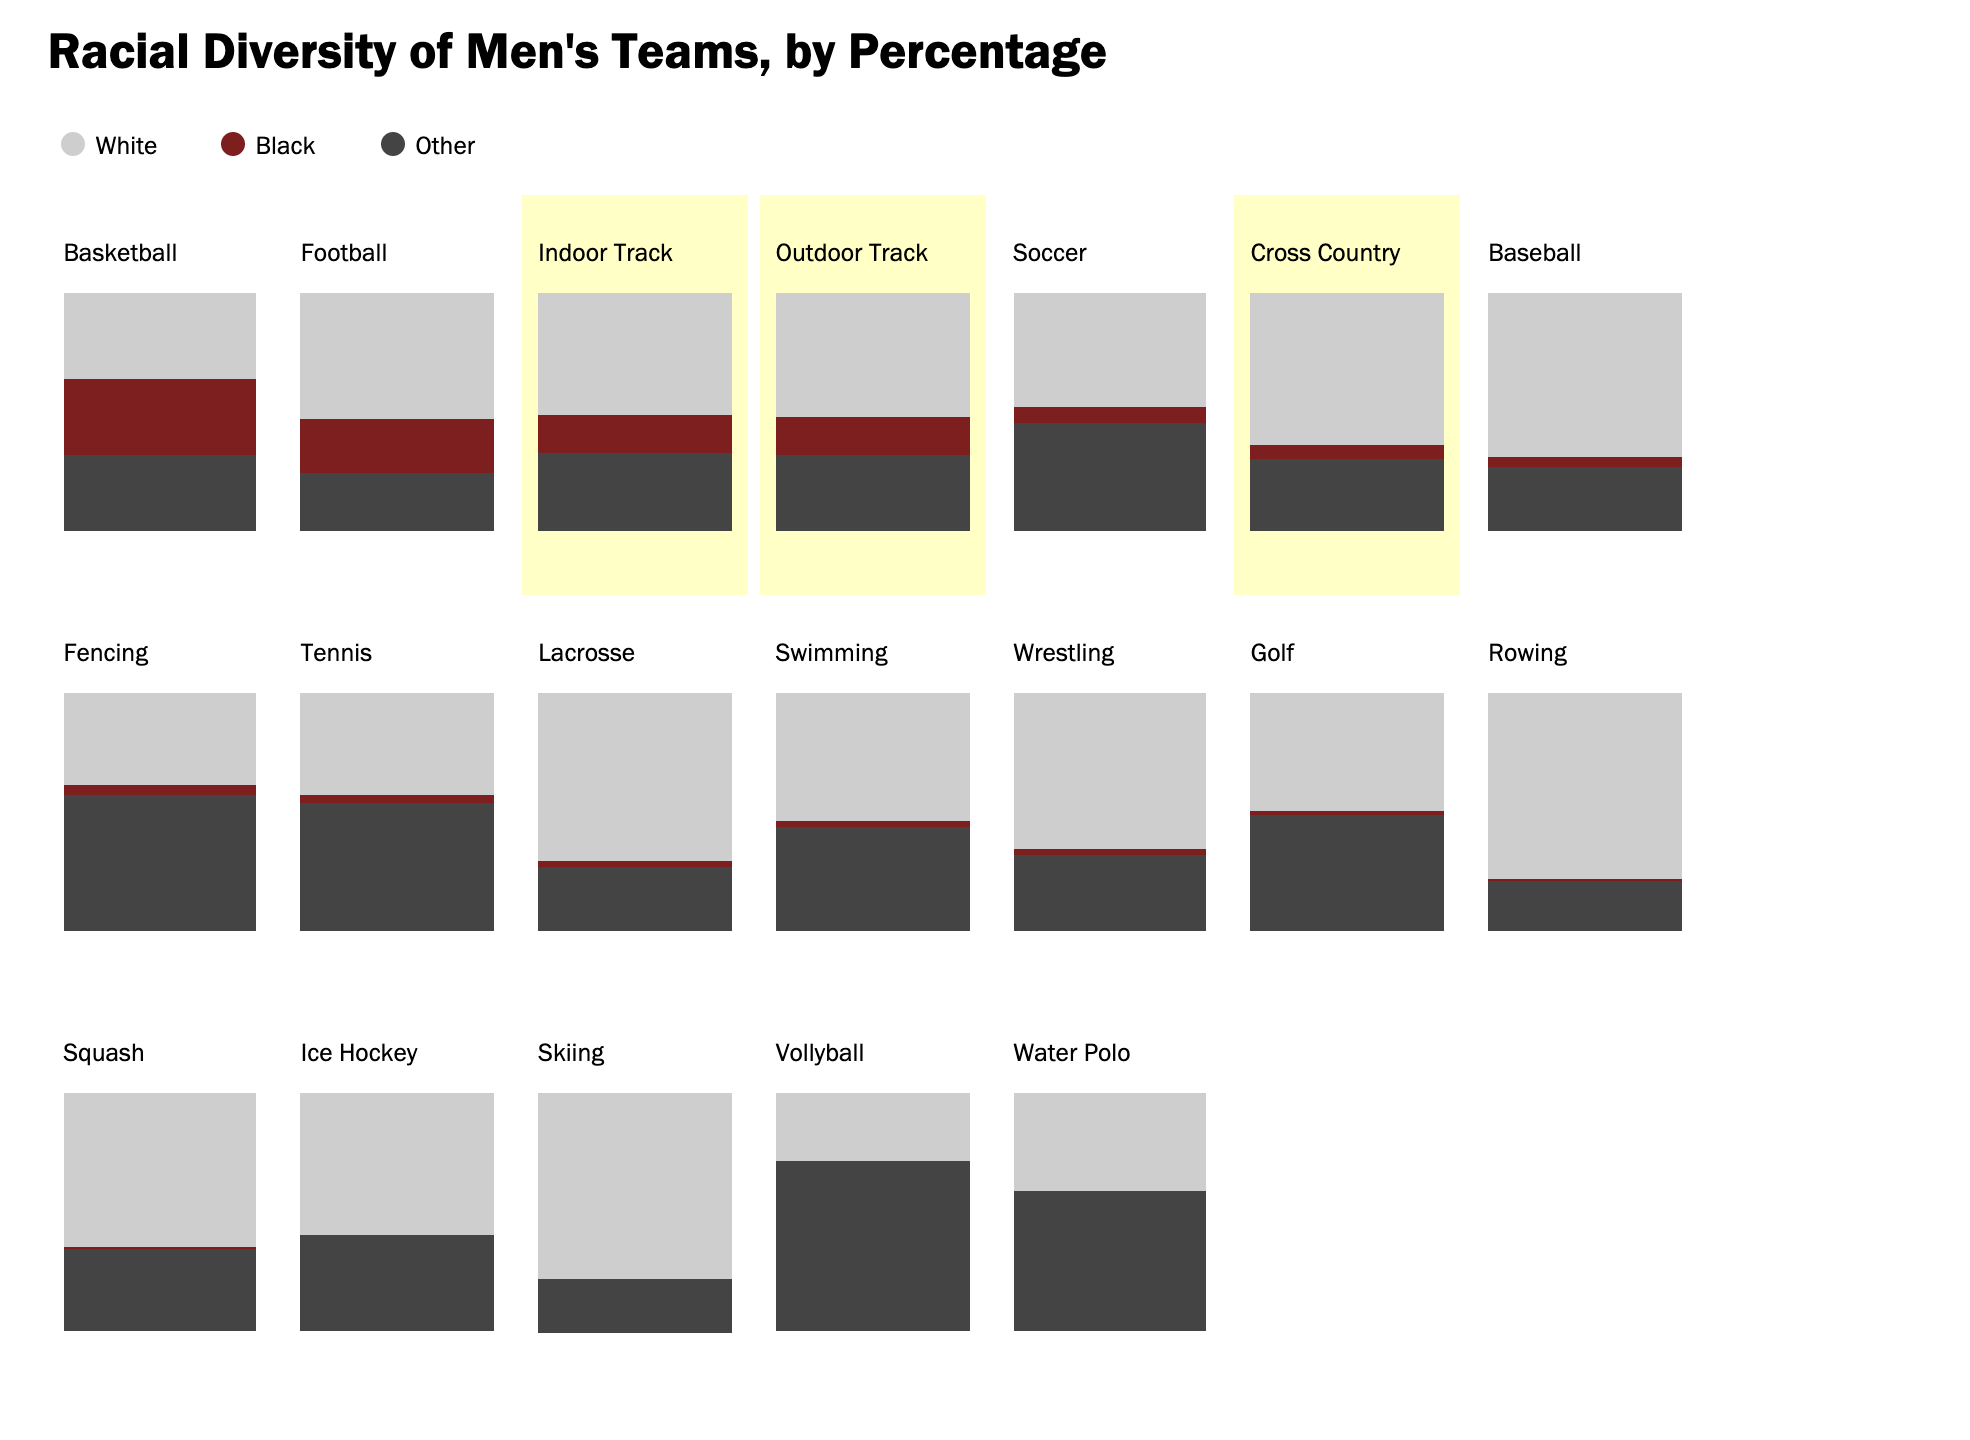 Racial Diversity of Men's Teams, by Percentage
White Black Other
Basketball Football Indoor Track Outdoor Track Soccer Cross Country Baseball
Fencing Tennis Lacrosse Swimming Wrestling Golf Rowing
Squash Ice Hockey Skiing Vollyball Water Polo